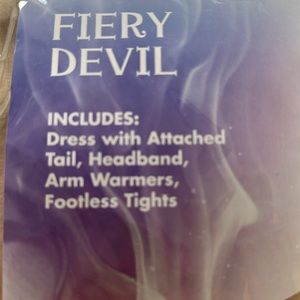 FIERY
DEVIL
INCLUDES:
Dress with Attached
Tail, Headband,
Arm Warmers,
Footless Tights